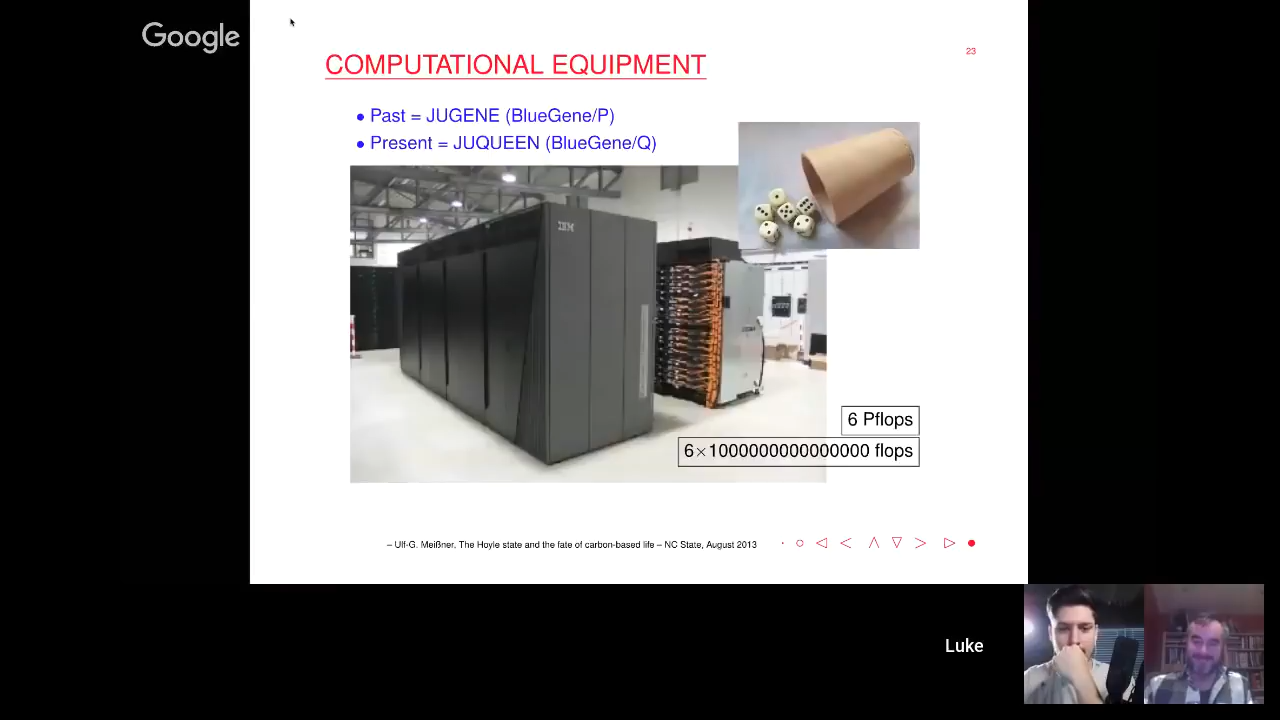 Google
23
COMPUTATIONAL EQUIPMENT
• Past = JUGENE (BlueGene/P)
• Present = JUQUEEN (BlueGene/Q)
IBM
6 Pflops
6×1000000000000000 flops
– Ulf-G. Meißner, The Hoyle state and the fate of carbon-based life – NC State, August 2013
Luke